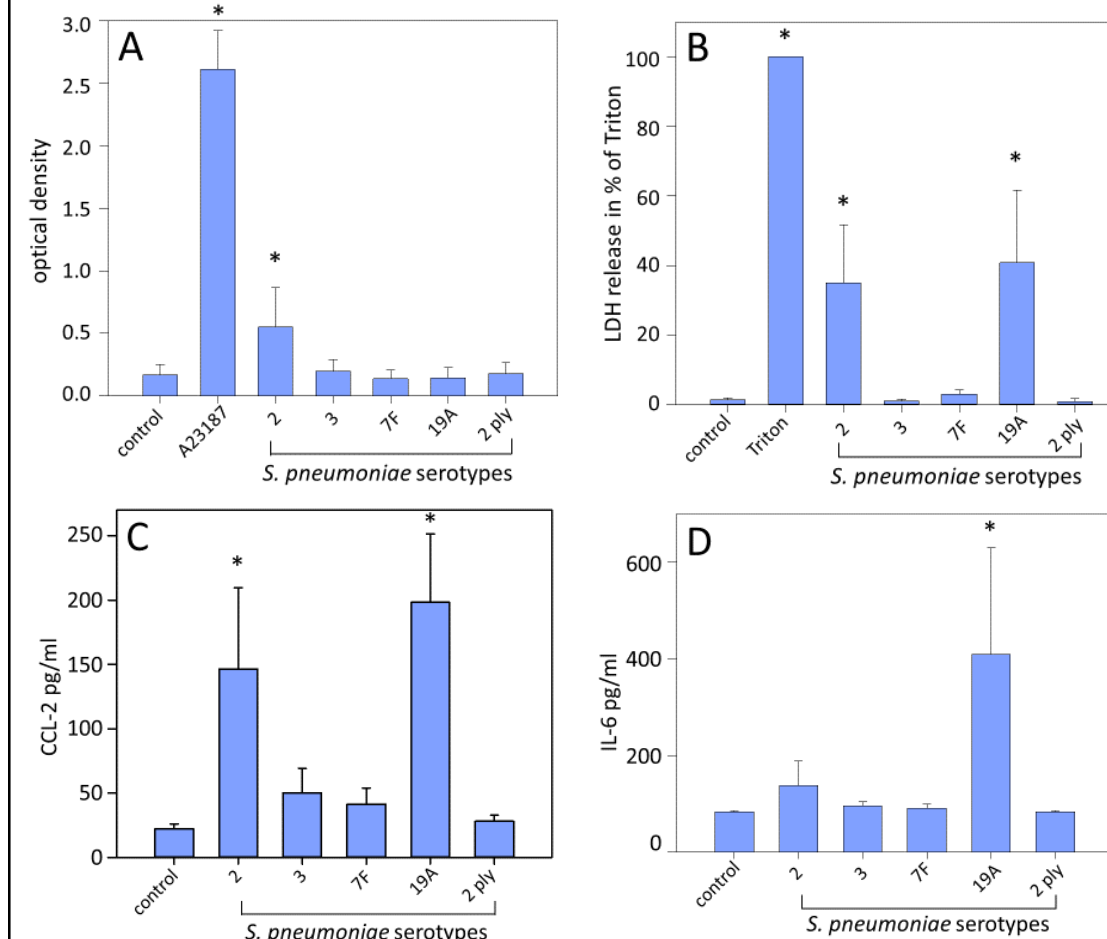 A
optical density
3.0
2.5
2.0
1.5
1.0
0.5
0.0
*
*
control
A23187
2
3
7F
19A
2 ply
S. pneumoniae serotypes
B
LDH release in % of Triton
100
80
60
40
20
0
*
*
*
control
Triton
2
3
7F
19A
2 ply
S. pneumoniae serotypes
C
CCL-2 pg/ml
250
200
150
100
50
0
*
*
control
2
3
7F
19A
2 ply
S. pneumoniae serotypes
D
IL-6 pg/ml
600
400
200
0
*
control
2
3
7F
19A
2 ply
S. pneumoniae serotypes